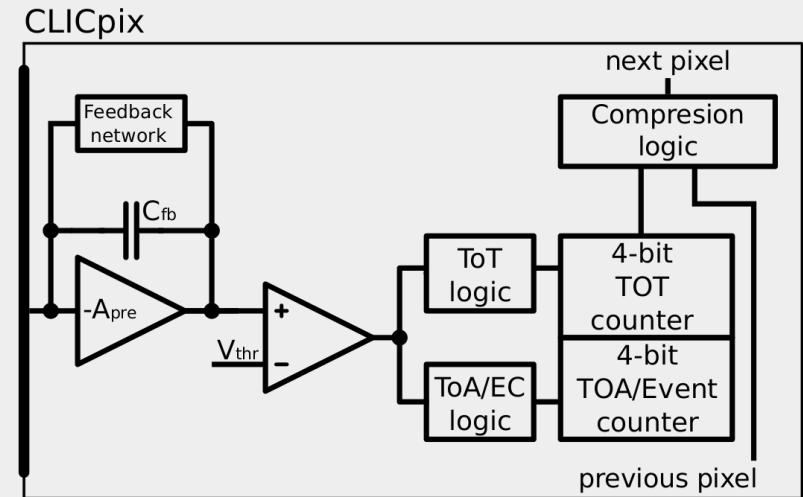 CLICpix
next pixel
Feedback
network
Compresion
logic
Cfb
-Apre
+
Vthr
−
ToT
logic
4-bit
TOT
counter
ToA/EC
logic
4-bit
TOA/Event
counter
previous pixel